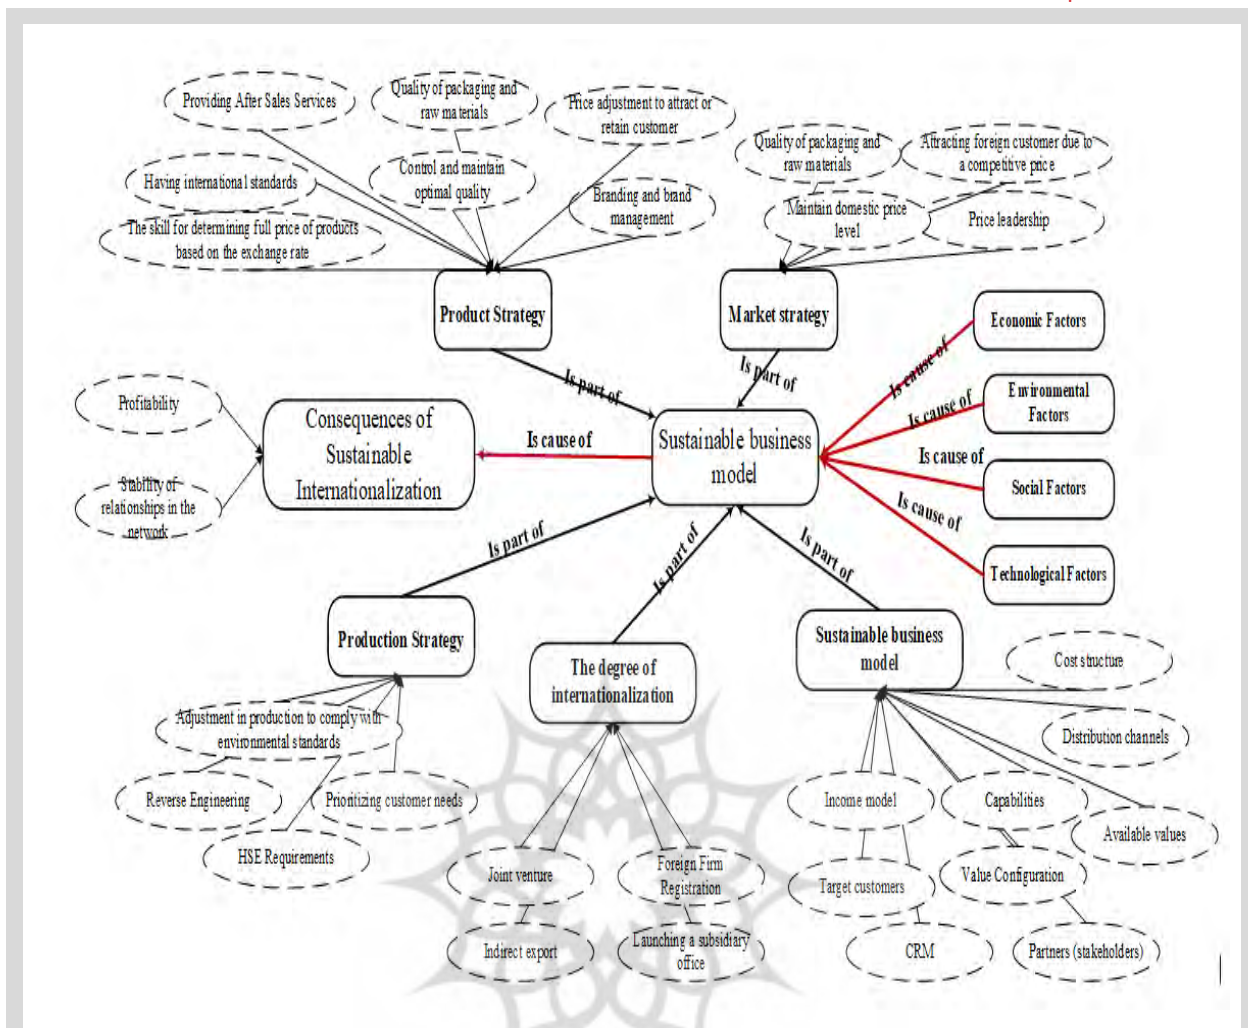 Providing After Sales Services
Quality of packaging and
raw materials
Price adjustment to attract or
retain customer
Quality of packaging and
raw materials
Attracting foreign customer due to
a competitive price
Having international standards
Control and maintain
optimal quality
Branding and brand
management
Maintain domestic price
level
Price leadership
The skill for determining full price of products
based on the exchange rate
Product Strategy
Market strategy
Economic Factors
Is part of
Is part of
Is cause of
Environmental
Factors
Is cause of
Profitability
Consequences of
Sustainable
Internationalization
Is cause of
Sustainable business
model
Is cause of
Social Factors
Stability of
relationships in the
network
Is cause of
Is part of
Is part of
Is part of
Technological Factors
Production Strategy
The degree of
internationalization
Sustainable business
model
Cost structure
Adjustment in production to comply with
environmental standards
Distribution channels
Reverse Engineering
Prioritizing customer needs
Income model
Capabilities
Available values
HSE Requirements
Joint venture
Foreign Firm
Registration
Target customers
Value Configuration
Indirect export
Launching a subsidiary
office
CRM
Partners (stakeholders)